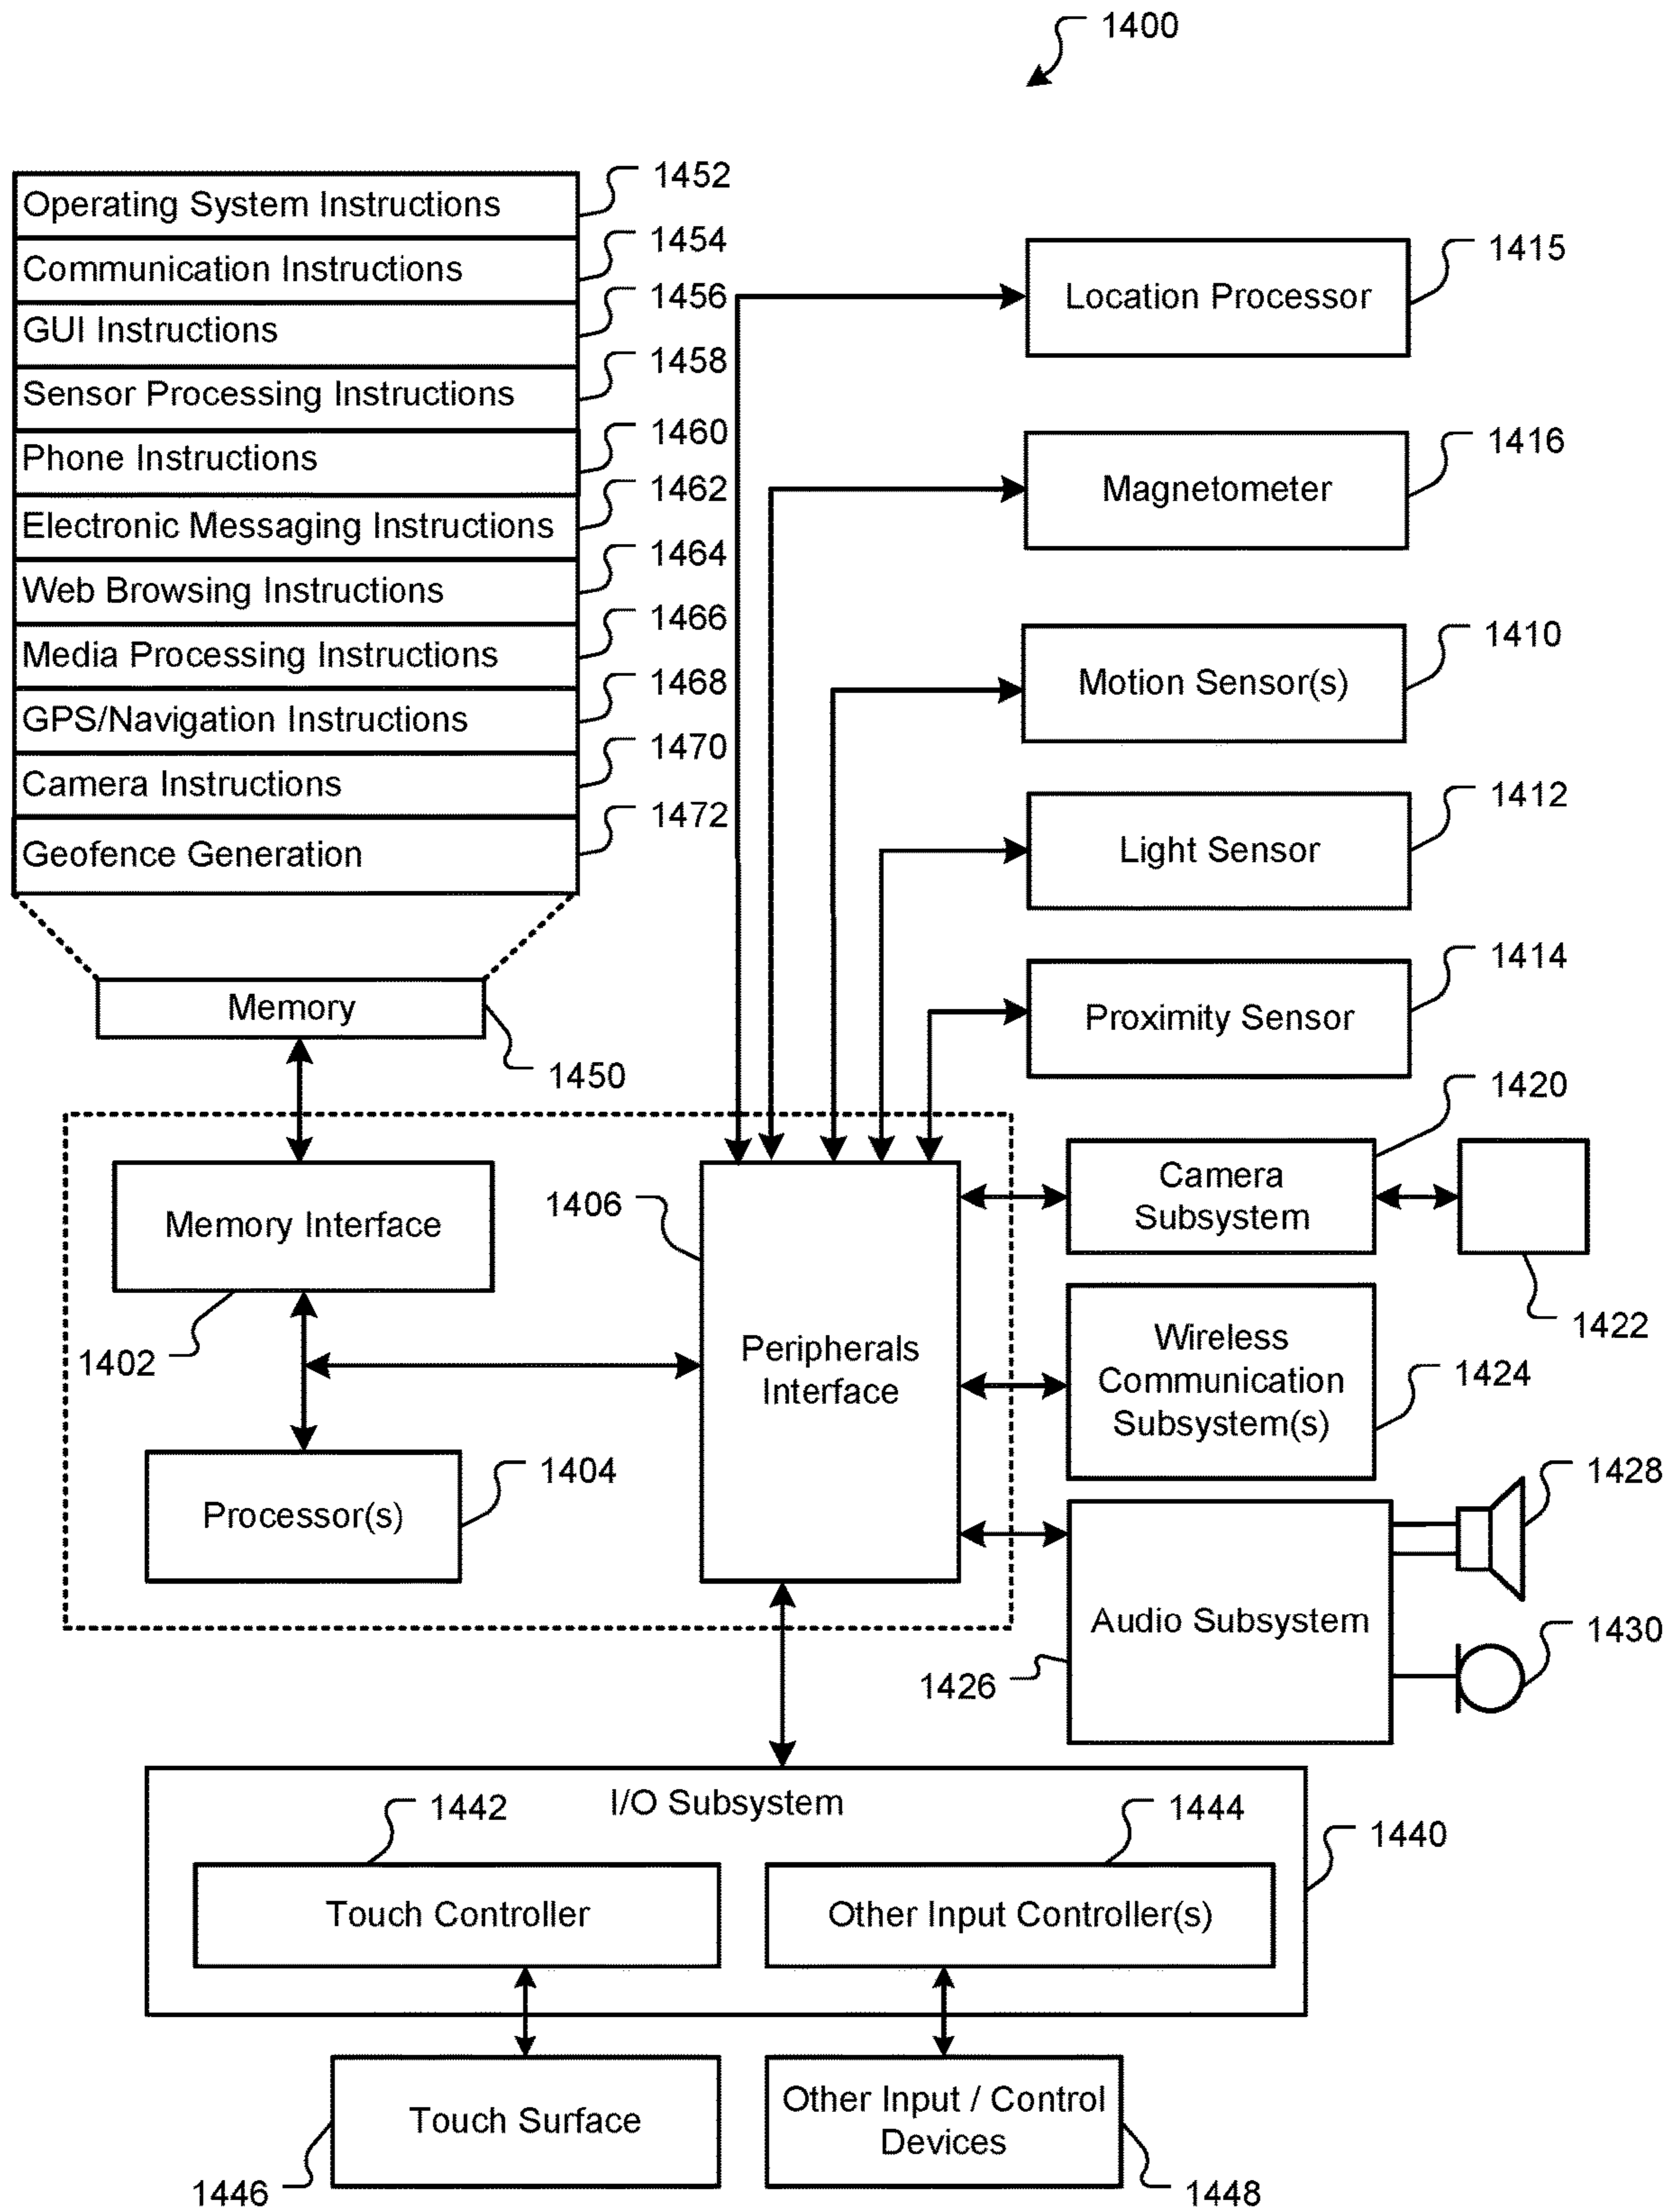 1400
Operating System Instructions
1452
Communication Instructions
1454
GUI Instructions
1456
Sensor Processing Instructions
1458
Phone Instructions
1460
Electronic Messaging Instructions
1462
Web Browsing Instructions
1464
Media Processing Instructions
1466
GPS/Navigation Instructions
1468
Camera Instructions
1470
Geofence Generation
1472
Memory
1450
Location Processor
1415
Magnetometer
1416
Motion Sensor(s)
1410
Light Sensor
1412
Proximity Sensor
1414
Memory Interface
1402
Processor(s)
1404
1406
Peripherals
Interface
Camera
Subsystem
1420
1422
Wireless
Communication
Subsystem(s)
1424
Audio Subsystem
1426
1428
1430
I/O Subsystem
1440
1442
Touch Controller
1444
Other Input Controller(s)
Touch Surface
1446
Other Input / Control
Devices
1448